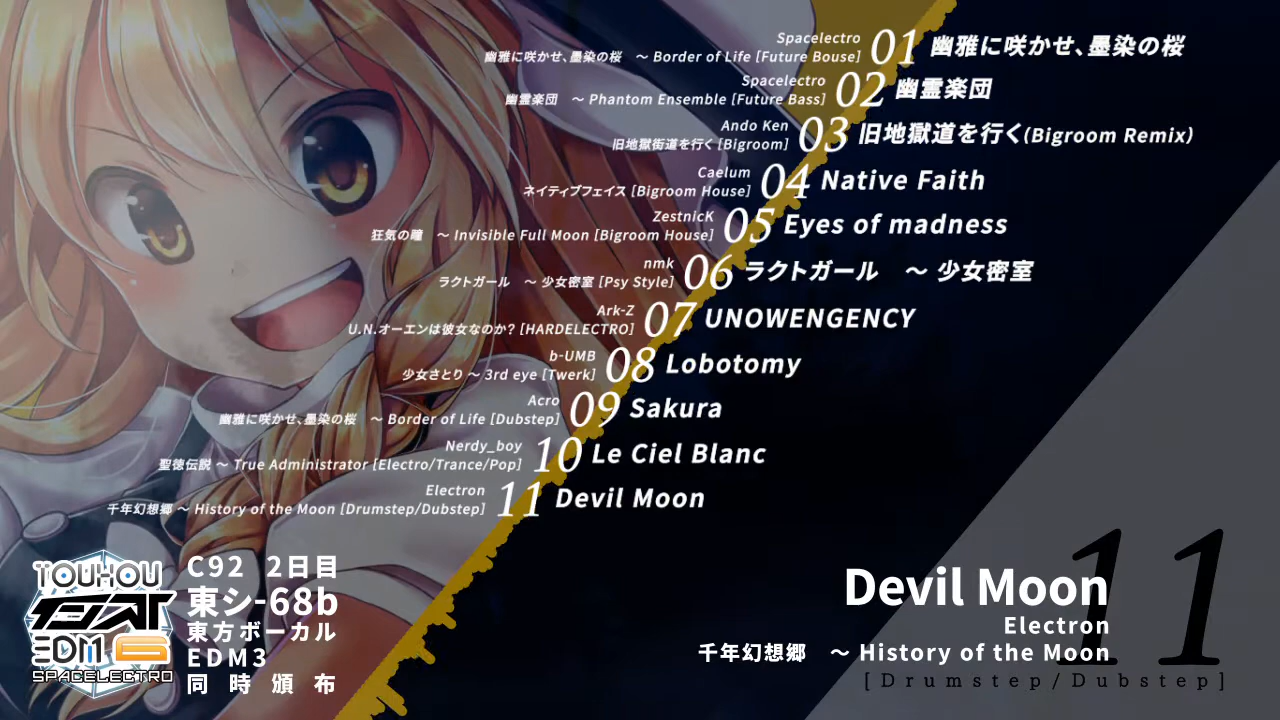 Spacelectro
幽雅に咲かせ、墨染の桜　～ Border of Life [Future Bouse]
01 幽雅に咲かせ、墨染の桜
Spacelectro
幽霊楽団　～ Phantom Ensemble [Future Bass]
02 幽霊楽団
Ando Ken
旧地獄街道を行く [Bigroom]
03 旧地獄道を行く(Bigroom Remix)
Caelum
ネイティブフェイス [Bigroom House]
04 Native Faith
ZestnicK
狂気の瞳　～ Invisible Full Moon [Bigroom House]
05 Eyes of madness
nmk
ラクトガール　～ 少女密室 [Psy Style]
06 ラクトガール　～ 少女密室
Ark-Z
U.N.オーエンは彼女なのか? [HARDELECTRO]
07 UNOWENGENCY
b-UMB
少女さとり ～ 3rd eye [Twerk]
08 Lobotomy
Acro
幽雅に咲かせ、墨染の桜　～ Border of Life [Dubstep]
09 Sakura
Nerdy_boy
聖徳伝説 ～ True Administrator [Electro/Trance/Pop]
10 Le Ciel Blanc
Electron
千年幻想郷 ～ History of the Moon [Drumstep/Dubstep]
11 Devil Moon
TOUHOU
EDM 6
SPACELECTRO
C92 2日目
東シ-68b
東方ボーカル
EDM3
同時頒布
11
Devil Moon
Electron
千年幻想郷　～ History of the Moon
[Drumstep/Dubstep]